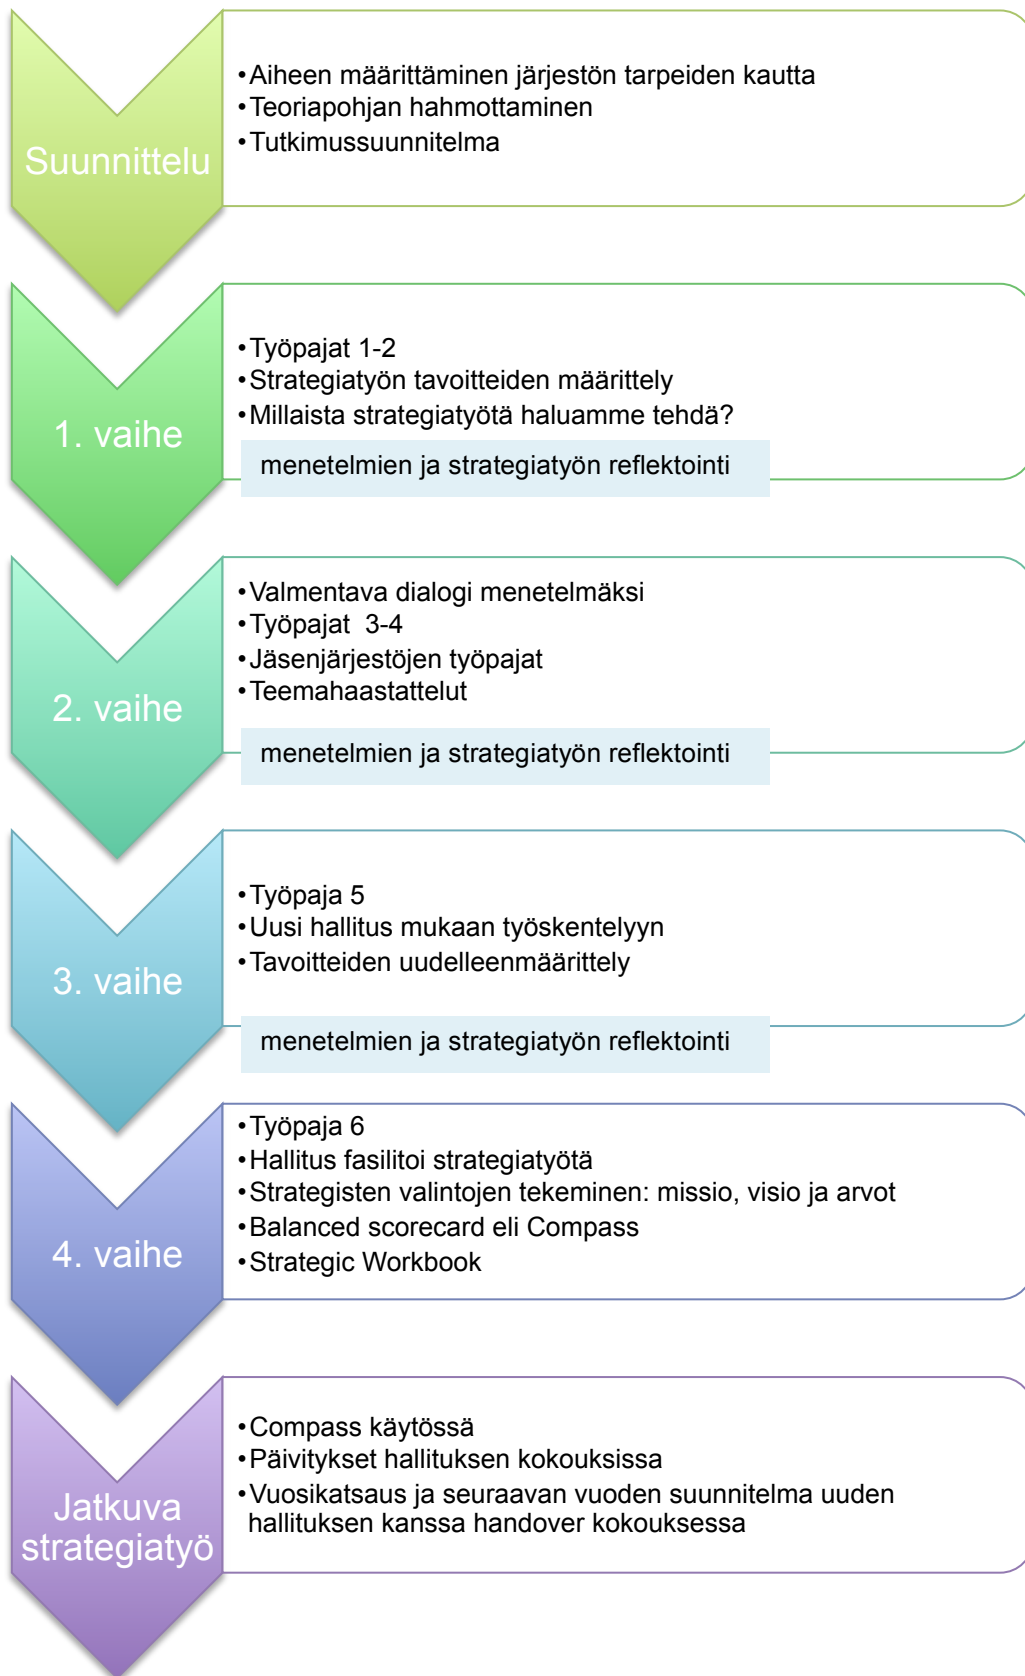 Suunnittelu
•Aiheen määrittäminen järjestön tarpeiden kautta
•Teoriapohjan hahmottaminen
•Tutkimussuunnitelma
1. vaihe
•Työpajat 1-2
•Strategiatyön tavoitteiden määrittely
•Millaista strategiatyötä haluamme tehdä?
menetelmien ja strategiatyön reflektointi
2. vaihe
•Valmentava dialogi menetelmäksi
•Työpajat 3-4
•Jäsenjärjestöjen työpajat
•Teemahaastattelut
menetelmien ja strategiatyön reflektointi
3. vaihe
•Työpaja 5
•Uusi hallitus mukaan työskentelyyn
•Tavoitteiden uudelleenmäärittely
menetelmien ja strategiatyön reflektointi
4. vaihe
•Työpaja 6
•Hallitus fasilitoi strategiatyötä
•Strategisten valintojen tekeminen: missio, visio ja arvot
•Balanced scorecard eli Compass
•Strategic Workbook
Jatkuva
strategiatyö
•Compass käytössä
•Päivitykset hallituksen kokouksissa
•Vuosikatsaus ja seuraavan vuoden suunnitelma uuden
hallituksen kanssa handover kokouksessa